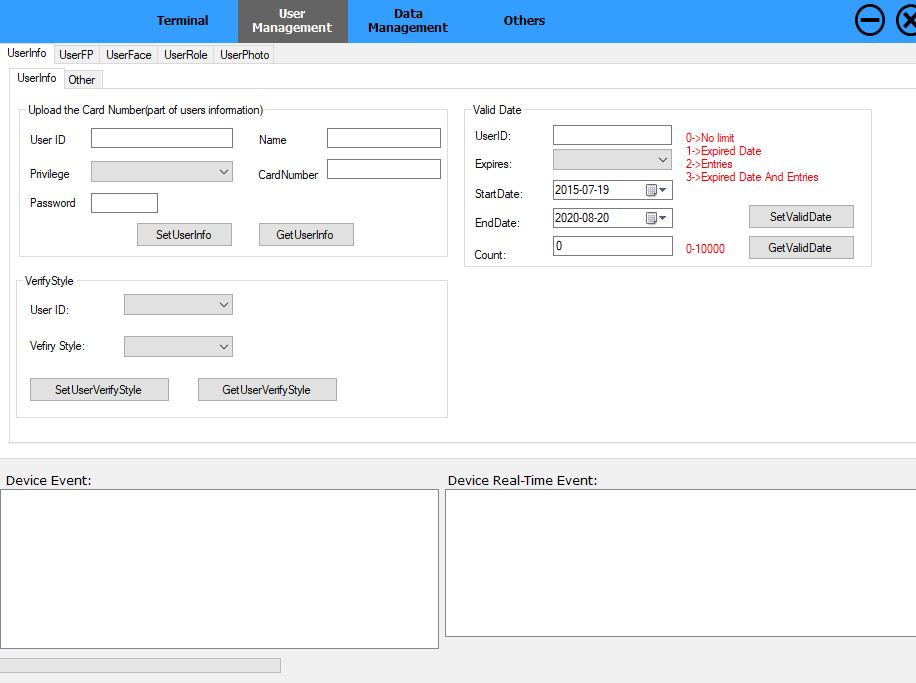 Terminal
User
Management
Data
Management
Others
UserInfo
UserFP
UserFace
UserRole
UserPhoto
UserInfo
Other
Upload the Card Number(part of users information)
User ID
Name
Privilege
CardNumber
Password
SetUserInfo
GetUserInfo
Valid Date
UserID:
0->No limit
1->Expired Date
2->Entries
3->Expired Date And Entries
Expires:
StartDate:
2015-07-19
EndDate:
2020-08-20
SetValidDate
Count:
0
0-10000
GetValidDate
VerifyStyle
User ID:
Vefiry Style:
SetUserVerifyStyle
GetUserVerifyStyle
Device Event:
Device Real-Time Event: